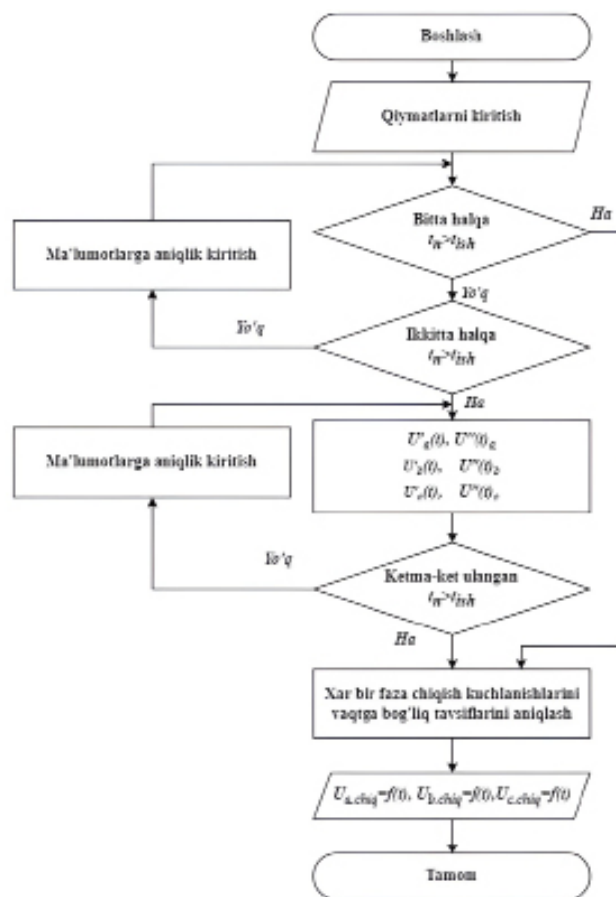 Boshlash
Qiymatlarni kiritish
Bitta halqa
tn>tish
Ha
Ma'lumotlarga aniqlik kiritish
Yo'q
Yo'q
Ikkitta halqa
tn>tish
Ha
Ma'lumotlarga aniqlik kiritish
U'a(t), U''(t)a
U'b(t), U''(t)b
U'c(t), U''(t)c
Yo'q
Ketma-ket ulangan
tn>tish
Ha
Xar bir faza chiqish kuchlanishlarini
vaqtga bog'liq tavsiflarini aniqlash
Ua.chiq=f(t), Ub.chiq=f(t),Uc.chiq=f(t)
Tamom